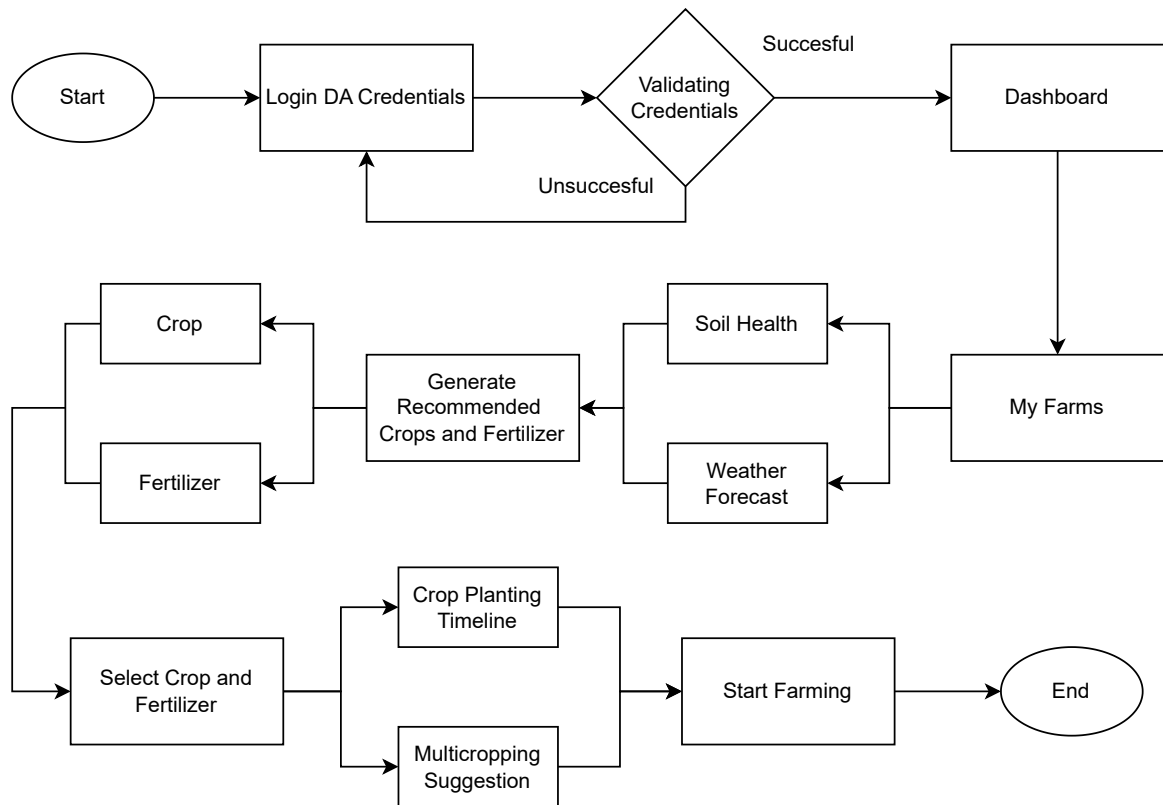 Start
Login DA Credentials
Validating
Credentials
Succesful
Unsuccesful
Dashboard
My Farms
Soil Health
Weather
Forecast
Generate
Recommended
Crops and Fertilizer
Crop
Fertilizer
Select Crop and
Fertilizer
Crop Planting
Timeline
Multicropping
Suggestion
Start Farming
End